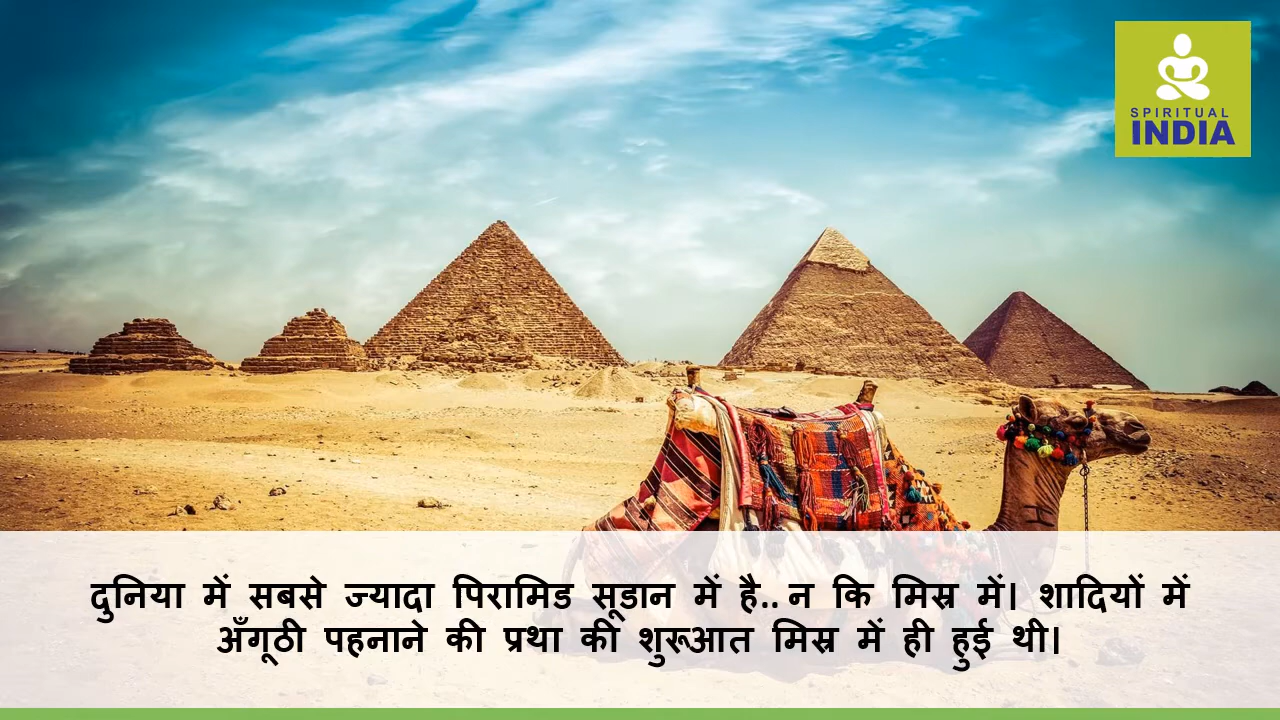 SPIRITUAL
INDIA
दुनिया में सबसे ज्यादा पिरामिड सूडान में है.. न कि मिस्र में। शादियों में
अँगूठी पहनाने की प्रथा की शुरूआत मिस्र में ही हुई थी।